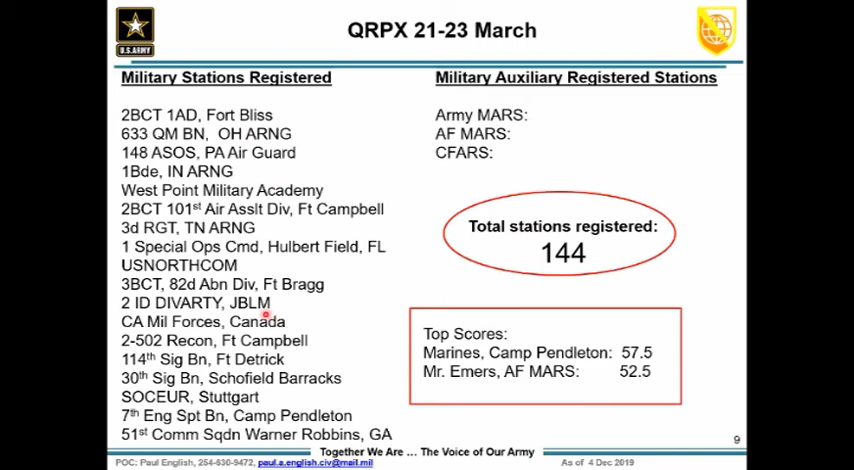 U.S.ARMY
QRPX 21-23 March
Military Stations Registered
2BCT 1AD, Fort Bliss
633 QM BN, OH ARNG
148 ASOS, PA Air Guard
1Bde, IN ARNG
West Point Military Academy
2BCT 101st Air Asslt Div, Ft Campbell
3d RGT, TN ARNG
1 Special Ops Cmd, Hulbert Field, FL
USNORTHCOM
3BCT, 82d Abn Div, Ft Bragg
2 ID DIVARTY, JBLM
CA Mil Forces, Canada
2-502 Recon, Ft Campbell
114th Sig Bn, Ft Detrick
30th Sig Bn, Schofield Barracks
SOCEUR, Stuttgart
7th Eng Spt Bn, Camp Pendleton
51st Comm Sqdn Warner Robbins, GA
Military Auxiliary Registered Stations
Army MARS:
AF MARS:
CFARS:
Total stations registered:
144
Top Scores:
Marines, Camp Pendleton: 57.5
Mr. Emers, AF MARS: 52.5
9
Together We Are ... The Voice of Our Army
POC: Paul English, 254-630-9472, paul.a.english.civ@mail.mil
As of 4 Dec 2019